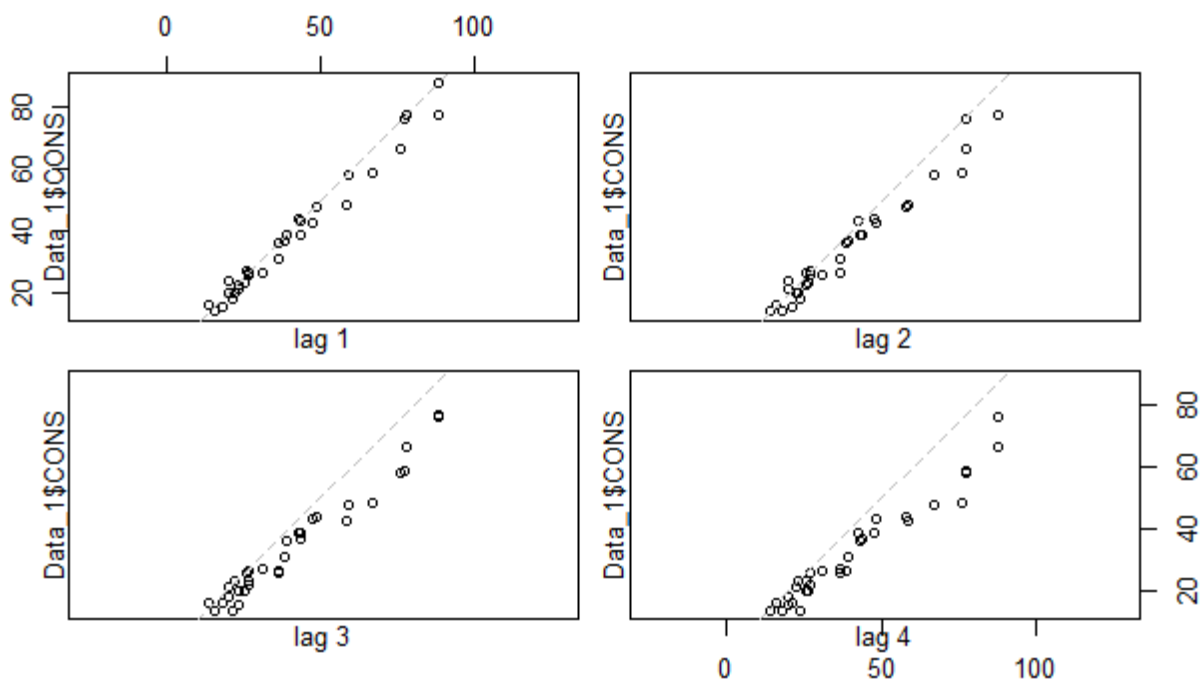 0 50 100
80
60
40
20
Data_1$CONS
lag 1
Data_1$CONS
lag 2
Data_1$CONS
lag 3
Data_1$CONS
lag 4
80
60
40
20
0 50 100